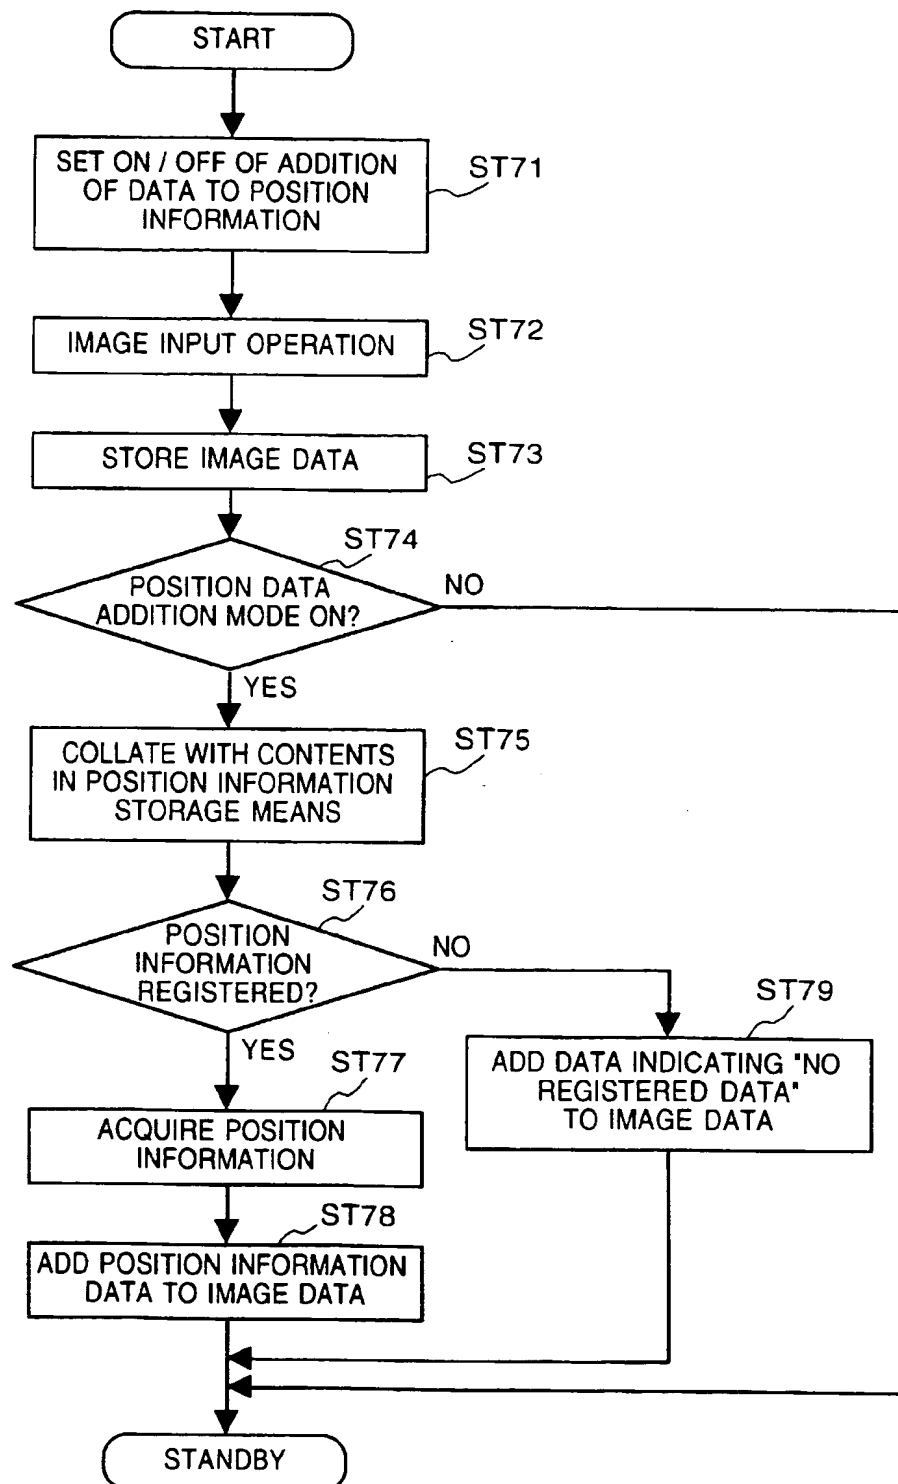 START
SET ON / OFF OF ADDITION
OF DATA TO POSITION
INFORMATION
ST71
IMAGE INPUT OPERATION
ST72
STORE IMAGE DATA
ST73
ST74
POSITION DATA
ADDITION MODE ON?
NO
YES
COLLATE WITH CONTENTS
IN POSITION INFORMATION
STORAGE MEANS
ST75
ST76
POSITION
INFORMATION
REGISTERED?
NO
YES
ST79
ADD DATA INDICATING "NO
REGISTERED DATA"
TO IMAGE DATA
ST77
ACQUIRE POSITION
INFORMATION
ST78
ADD POSITION INFORMATION
DATA TO IMAGE DATA
STANDBY